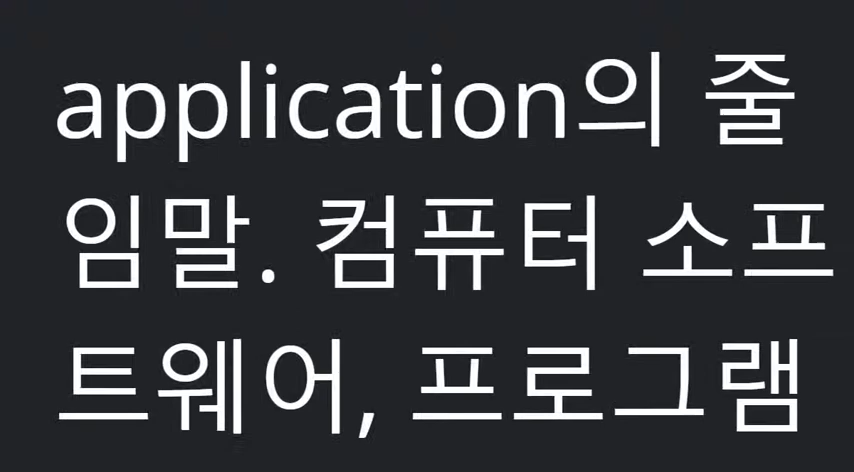 application의 줄
임말. 컴퓨터 소프
트웨어, 프로그램